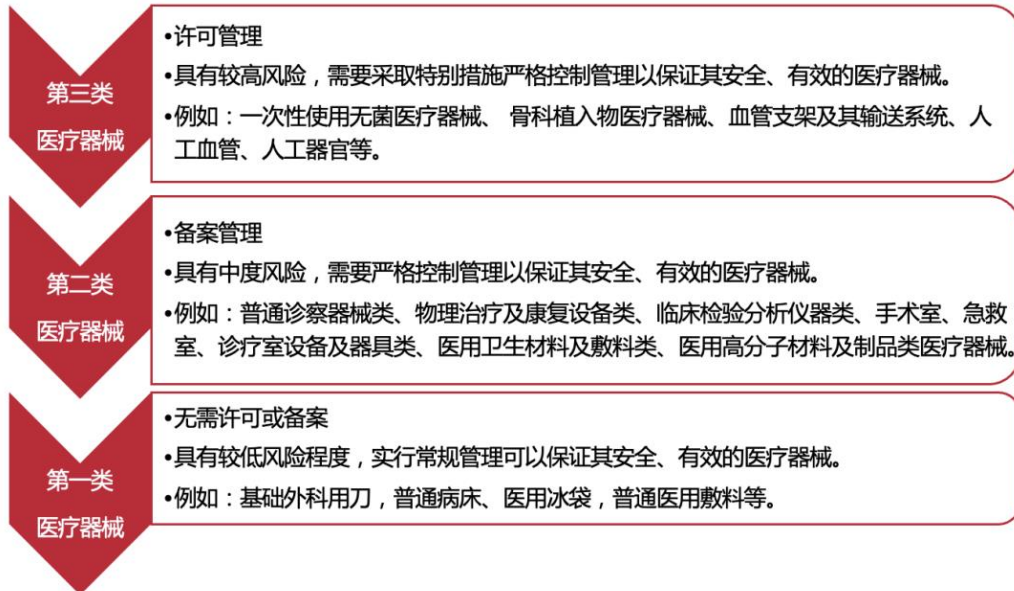 第三类
医疗器械
•许可管理
•具有较高风险，需要采取特别措施严格控制管理以保证其安全、有效的医疗器械。
•例如：一次性使用无菌医疗器械、 骨科植入物医疗器械、血管支架及其输送系统、人
工血管、人工器官等。
第二类
医疗器械
•备案管理
•具有中度风险，需要严格控制管理以保证其安全、有效的医疗器械。
•例如：普通诊察器械类、物理治疗及康复设备类、临床检验分析仪器类、手术室、急救
室、诊疗室设备及器具类、医用卫生材料及敷料类、医用高分子材料及制品类医疗器械。
第一类
医疗器械
•无需许可或备案
•具有较低风险程度，实行常规管理可以保证其安全、有效的医疗器械。
•例如：基础外科用刀，普通病床、医用冰袋，普通医用敷料等。